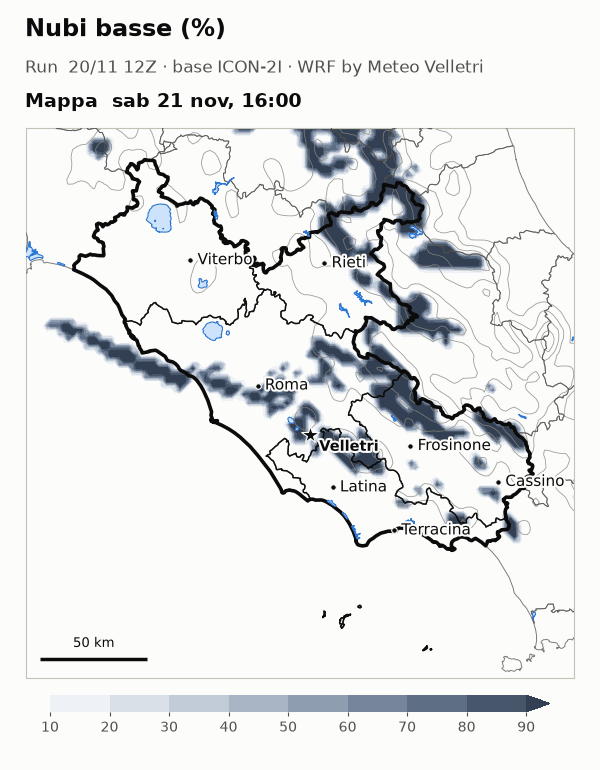 Nubi basse (%)
Run  20/11 12Z · base ICON-2I · WRF by Meteo Velletri
Mappa  sab 21 nov, 16:00
Viterbo
Rieti
Roma
Velletri
Frosinone
Latina
Cassino
Terracina
50 km
10 20 30 40 50 60 70 80 90